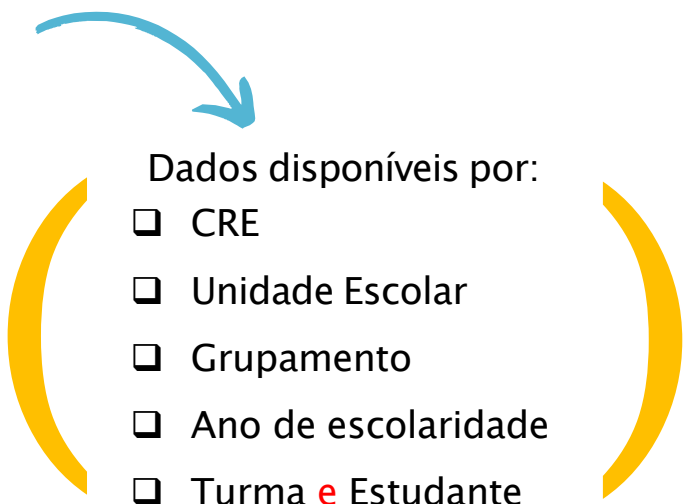 Dados disponíveis por:
❑ CRE
❑ Unidade Escolar
❑ Grupamento
❑ Ano de escolaridade
❑ Turma e Estudante